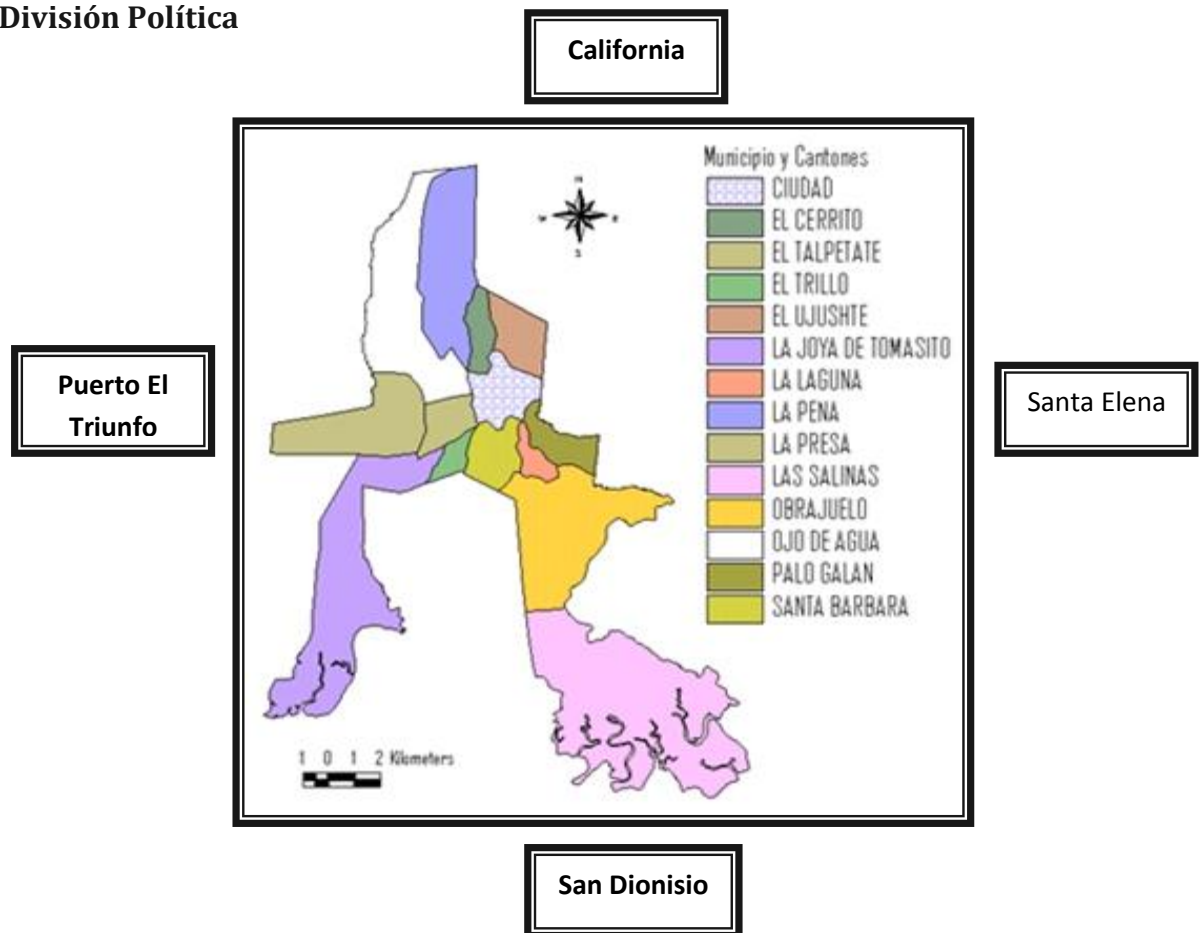 División Política
California
Municipio y Cantones
CIUDAD
EL CERRITO
EL TALPETATE
EL TRILLO
EL UJUSHTE
LA JOYA DE TOMASITO
LA LAGUNA
LA PENA
LA PRESA
LAS SALINAS
OBRAJUELO
OJO DE AGUA
PALO GALAN
SANTA BARBARA
N
W
E
S
Puerto El
Triunfo
Santa Elena
1 0 1 2 Kilometers
San Dionisio